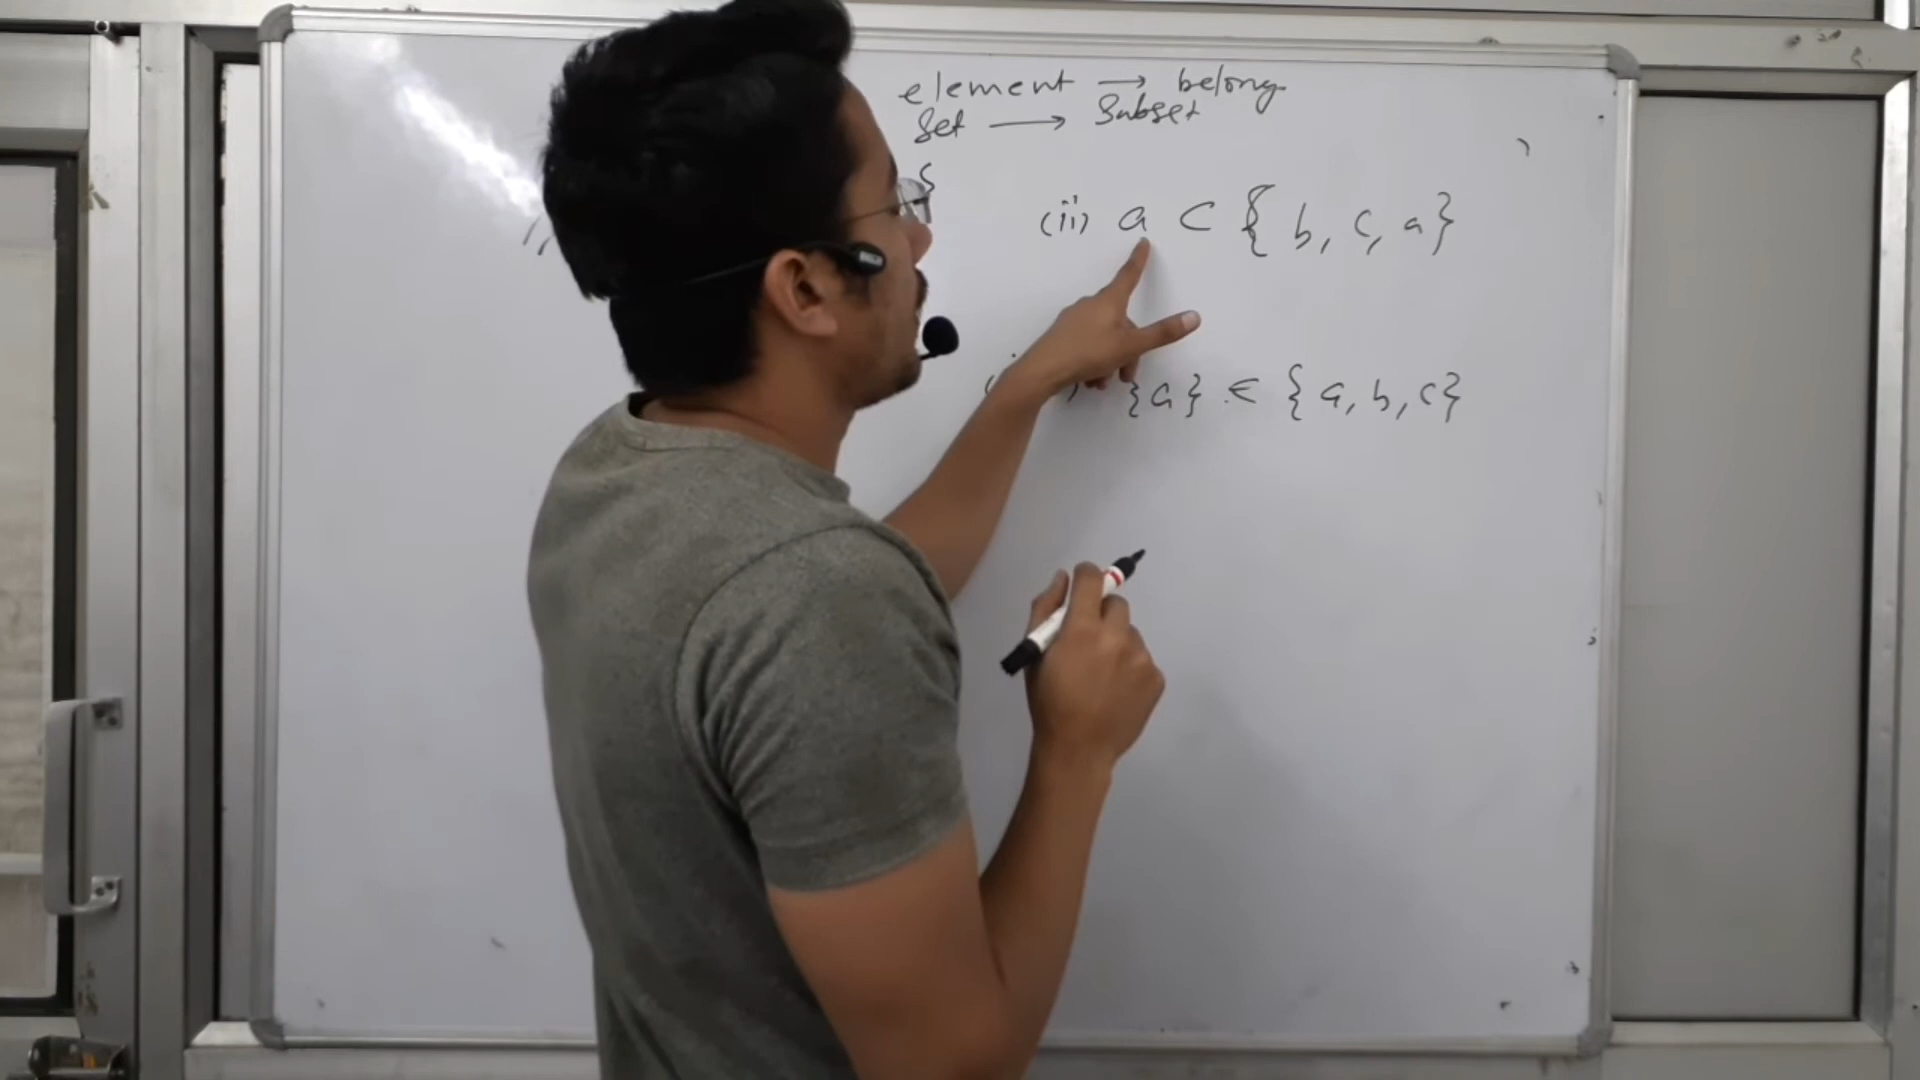 element → belong
Set → Subset
(ii) a ⊂ { b, c, a}
{a} ∈ { a, b, c}